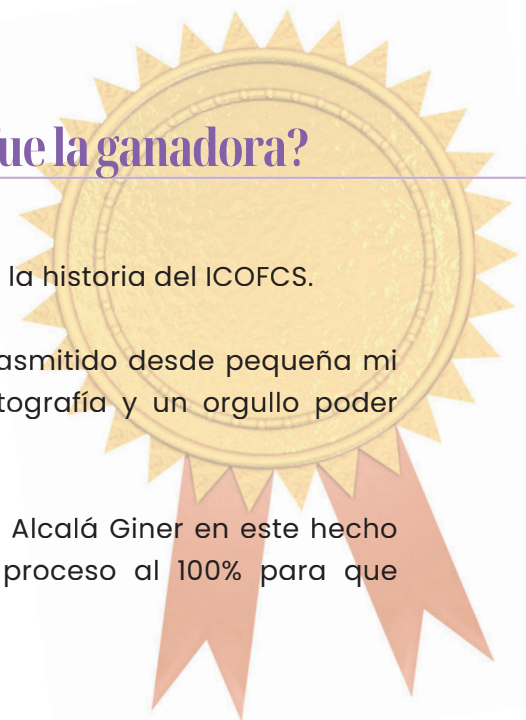 ue la ganadora?
la historia del ICOFCS.
asmitido desde pequeña mi
tografía y un orgullo poder
Alcalá Giner en este hecho
proceso al 100% para que